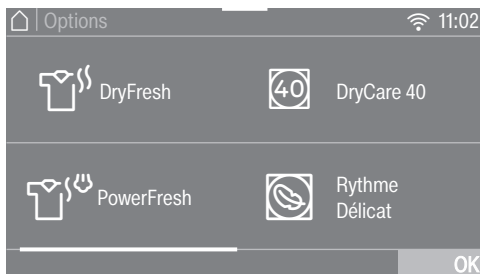 Options
11:02
DryFresh
40
DryCare 40
PowerFresh
Rythme
Délicat
OK